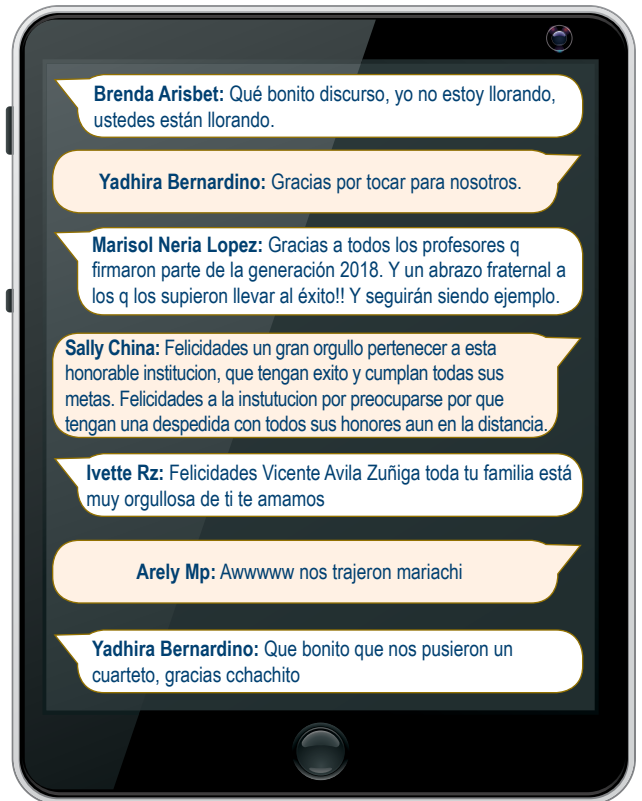 Brenda Arisbet: Qué bonito discurso, yo no estoy llorando,
ustedes están llorando.
Yadhira Bernardino: Gracias por tocar para nosotros.
Marisol Neria Lopez: Gracias a todos los profesores q
firmaron parte de la generación 2018. Y un abrazo fraternal a
los q los supieron llevar al éxito!! Y seguirán siendo ejemplo.
Sally China: Felicidades un gran orgullo pertenecer a esta
honorable institucion, que tengan exito y cumplan todas sus
metas. Felicidades a la instutucion por preocuparse por que
tengan una despedida con todos sus honores aun en la distancia.
Ivette Rz: Felicidades Vicente Avila Zuñiga toda tu familia está
muy orgullosa de ti te amamos
Arely Mp: Awwwww nos trajeron mariachi
Yadhira Bernardino: Que bonito que nos pusieron un
cuarteto, gracias cchachito